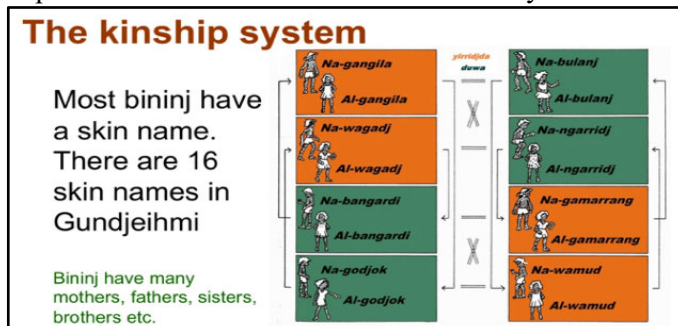 The kinship system
Most bininj have
a skin name.
There are 16
skin names in
Gundjeihmi
Bininj have many
mothers, fathers, sisters,
brothers etc.
Na-gangila
Al-gangila
Na-wagadj
Al-wagadj
Na-bangardi
Al-bangardi
Na-godjok
Al-godjok
yirridjda
duwa
Na-bulanj
Al-bulanj
Na-ngarridj
Al-ngarridj
Na-gamarrang
Al-gamarrang
Na-wamud
Al-wamud